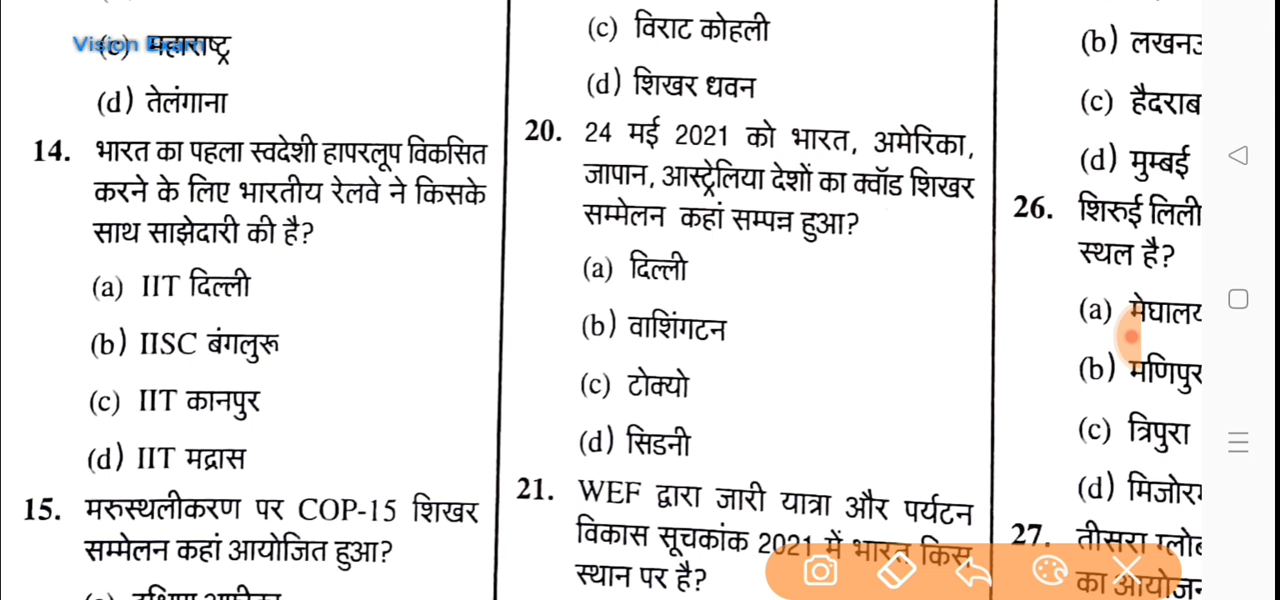 Vision Exam
(c) महाराष्ट्र
(d) तेलंगाना
14. भारत का पहला स्वदेशी हापरलूप विकसित
करने के लिए भारतीय रेलवे ने किसके
साथ साझेदारी की है?
(a) IIT दिल्ली
(b) IISC बंगलुरू
(c) IIT कानपुर
(d) IIT मद्रास
15. मरुस्थलीकरण पर COP-15 शिखर
सम्मेलन कहां आयोजित हुआ?
(c) विराट कोहली
(d) शिखर धवन
20. 24 मई 2021 को भारत, अमेरिका,
जापान, आस्ट्रेलिया देशों का क्वॉड शिखर
सम्मेलन कहां सम्पन्न हुआ?
(a) दिल्ली
(b) वाशिंगटन
(c) टोक्यो
(d) सिडनी
21. WEF द्वारा जारी यात्रा और पर्यटन
विकास सूचकांक 2021 में भारत किस
स्थान पर है?
(b)
(c)
(d) मुम्बई
26. शिरुई लिली
स्थल है?
(a)
(b) मणिपुर
(c) त्रिपुरा
(d)
27. तीसरा
का